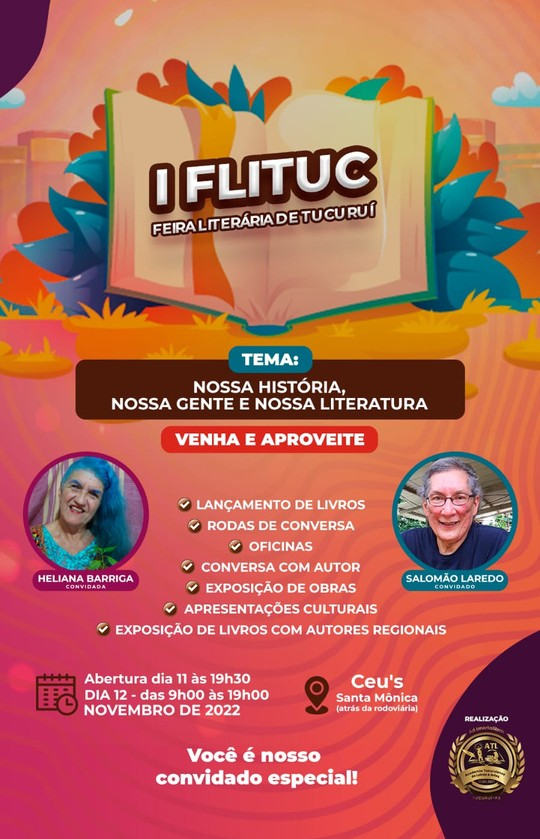 I FLITUC
FEIRA LITERÁRIA DE TUCURUÍ
TEMA:
NOSSA HISTÓRIA,
NOSSA GENTE E NOSSA LITERATURA
VENHA E APROVEITE
LANÇAMENTO DE LIVROS
RODAS DE CONVERSA
OFICINAS
CONVERSA COM AUTOR
EXPOSIÇÃO DE OBRAS
APRESENTAÇÕES CULTURAIS
EXPOSIÇÃO DE LIVROS COM AUTORES REGIONAIS
HELIANA BARRIGA
CONVIDADA
SALOMÃO LAREDO
CONVIDADO
Abertura dia 11 às 19h30
DIA 12 - das 9h00 às 19h00
NOVEMBRO DE 2022
Ceu's
Santa Mônica
(atrás da rodoviária)
Você é nosso
convidado especial!
REALIZAÇÃO
ATL